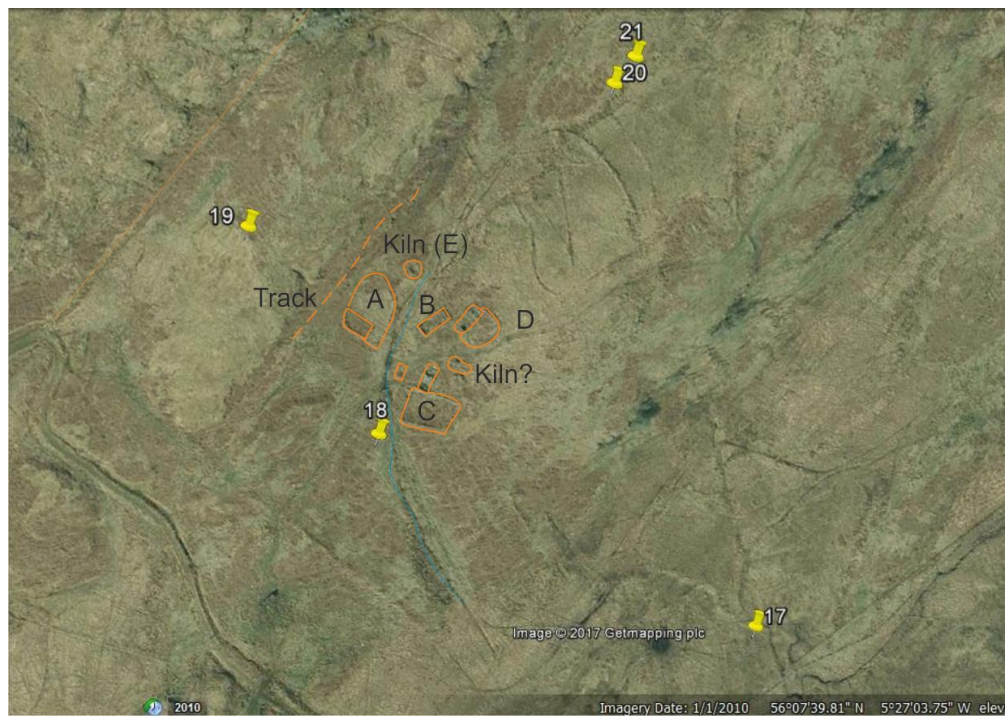 21
20
19
Kiln (E)
Track
A
B
D
Kiln?
C
18
17
Image © 2017 Getmapping plc
2010
Imagery Date: 1/1/2010 56°07'39.81" N 5°27'03.75" W elev